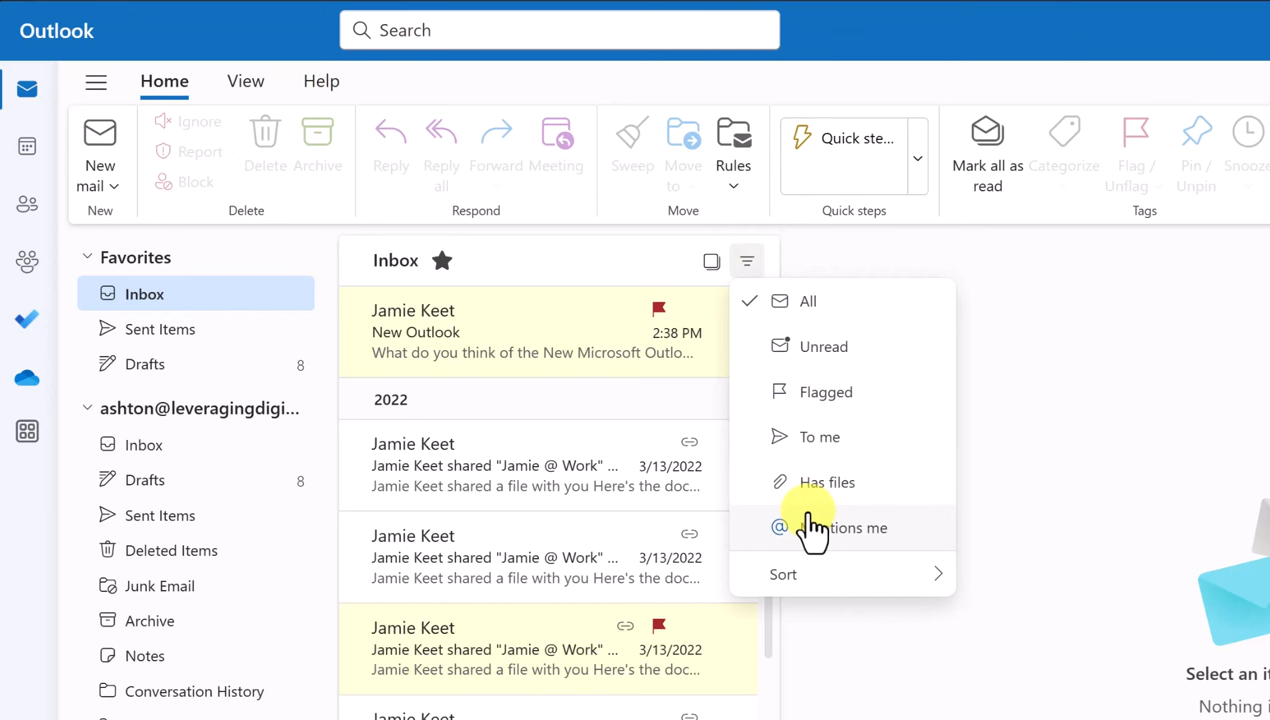 Outlook
Search
Home
View
Help
New
mail
New
Ignore
Report
Block
Delete
Archive
Delete
Reply
Reply
all
Forward
Meeting
Respond
Sweep
Move
to
Rules
Move
Quick ste...
Quick steps
Mark all as
read
Categorize
Flag /
Unflag
Pin /
Unpin
Snooze
Tags
Favorites
Inbox
Sent Items
Drafts 8
ashton@leveragingdigi...
Inbox
Drafts 8
Sent Items
Deleted Items
Junk Email
Archive
Notes
Conversation History
Inbox
Jamie Keet
New Outlook 2:38 PM
What do you think of the New Microsoft Outlo...
2022
Jamie Keet
Jamie Keet shared "Jamie @ Work" ... 3/13/2022
Jamie Keet shared a file with you Here's the doc...
Jamie Keet
Jamie Keet shared "Jamie @ Work" ... 3/13/2022
Jamie Keet shared a file with you Here's the doc...
Jamie Keet
Jamie Keet shared "Jamie @ Work" ... 3/13/2022
Jamie Keet shared a file with you Here's the doc...
Jamie Keet
All
Unread
Flagged
To me
Has files
Mentions me
Sort
Select an it
Nothing i